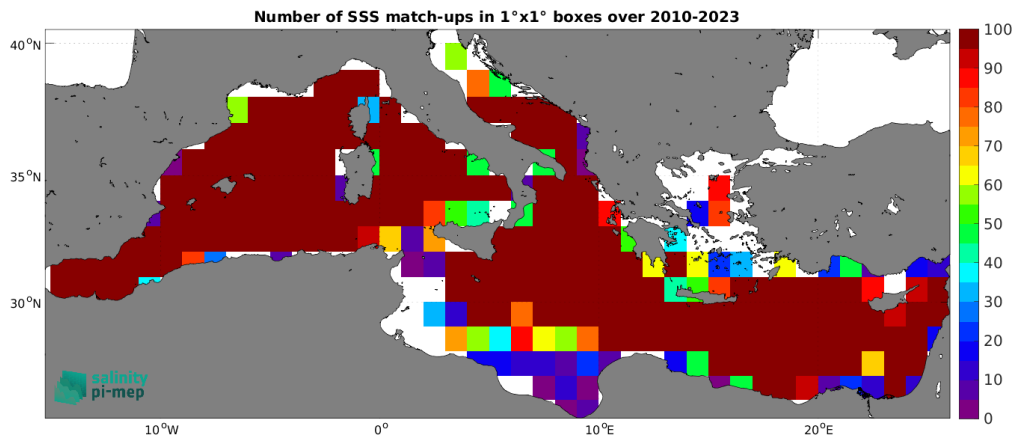 Number of SSS match-ups in 1°x1° boxes over 2010-2023
40°N
35°N
30°N
10°W
0°
10°E
20°E
100
90
80
70
60
50
40
30
20
10
0
salinity
pi-mep